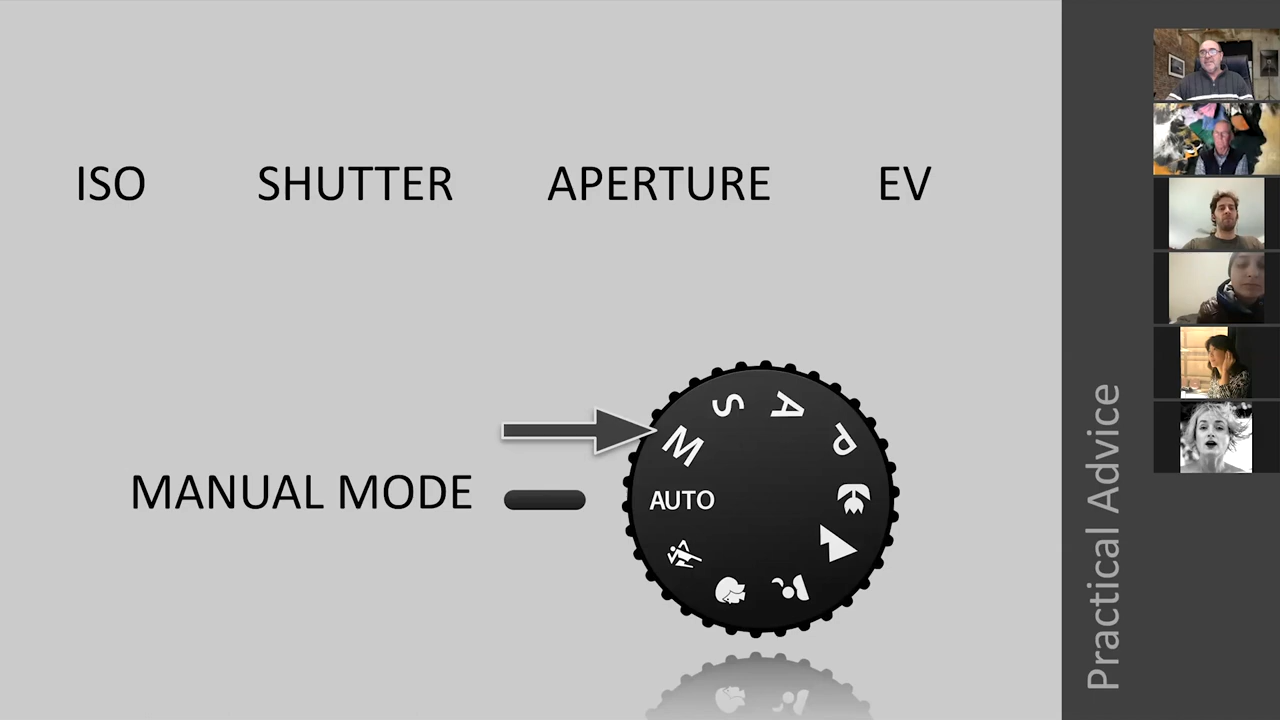 ISO SHUTTER APERTURE EV
S A
M P
MANUAL MODE AUTO
Practical Advice